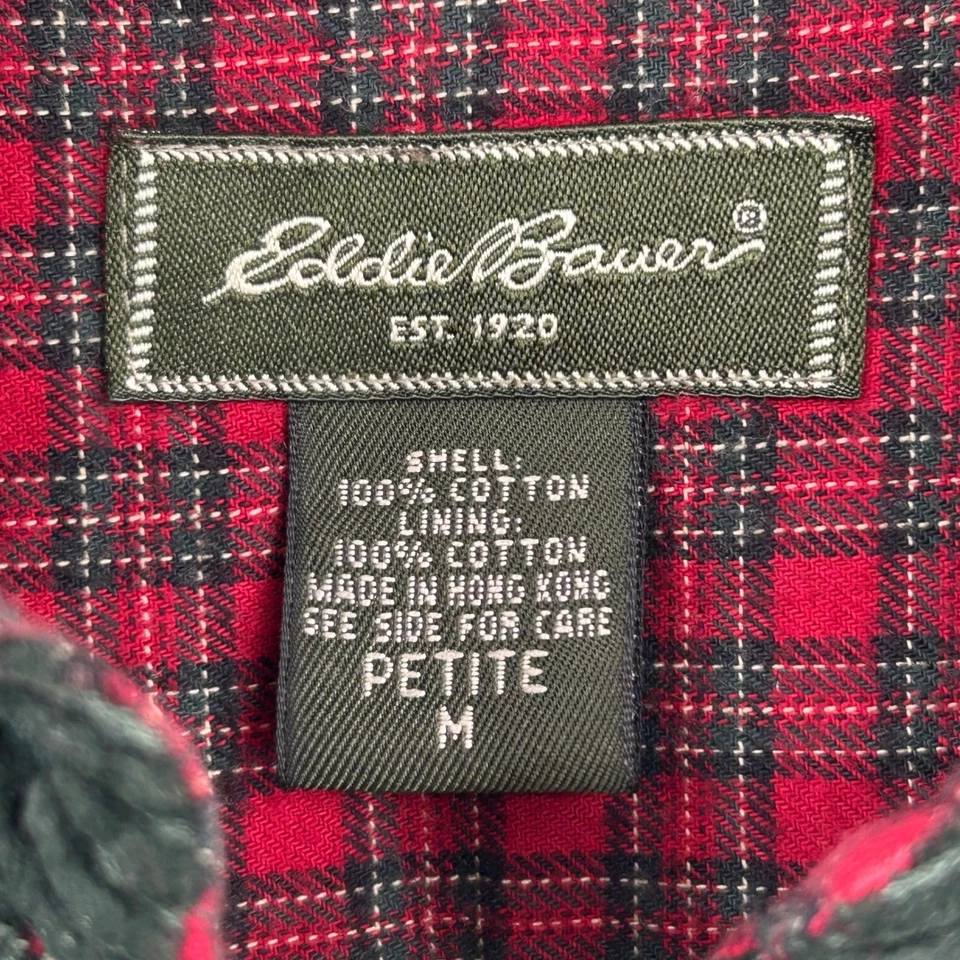 Eddie Bauer®
EST. 1920
SHELL:
100% COTTON
LINING:
100% COTTON
MADE IN HONG KONG
SEE SIDE FOR CARE
PETITE
M